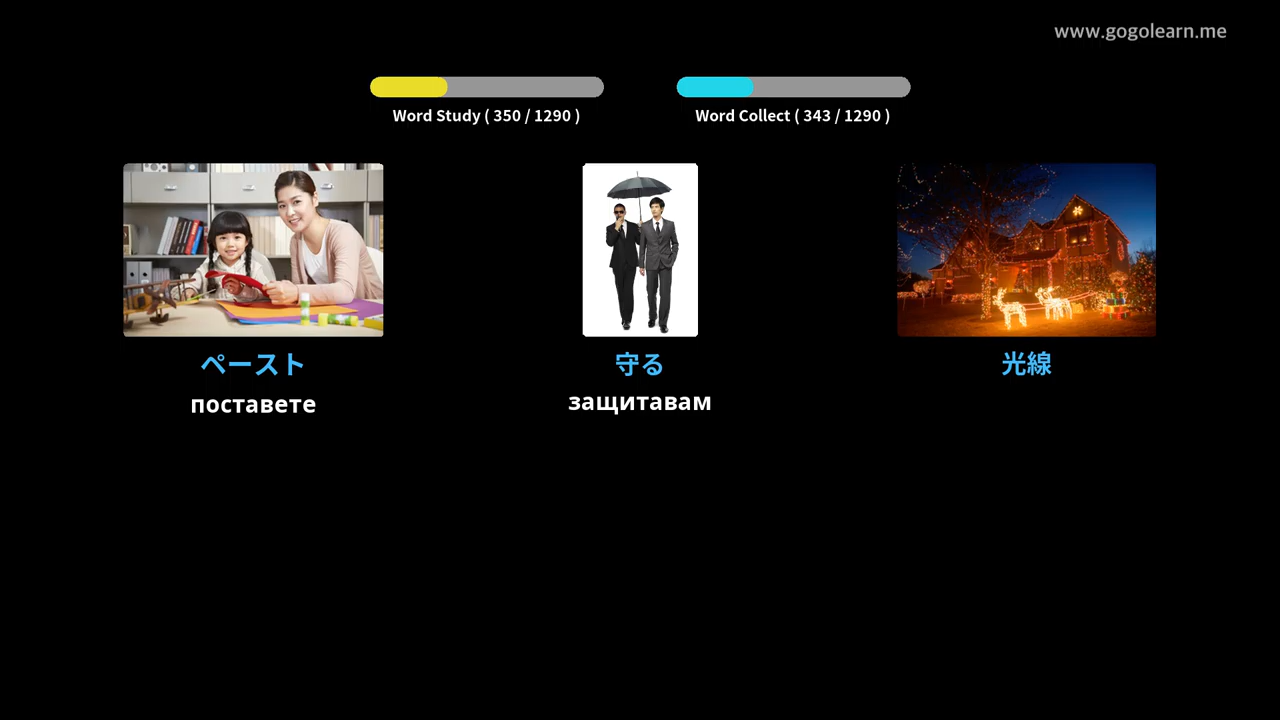 www.gogolearn.me
Word Study ( 350 / 1290 )
Word Collect ( 343 / 1290 )
ペースト
守る
光線
поставете
защитавам